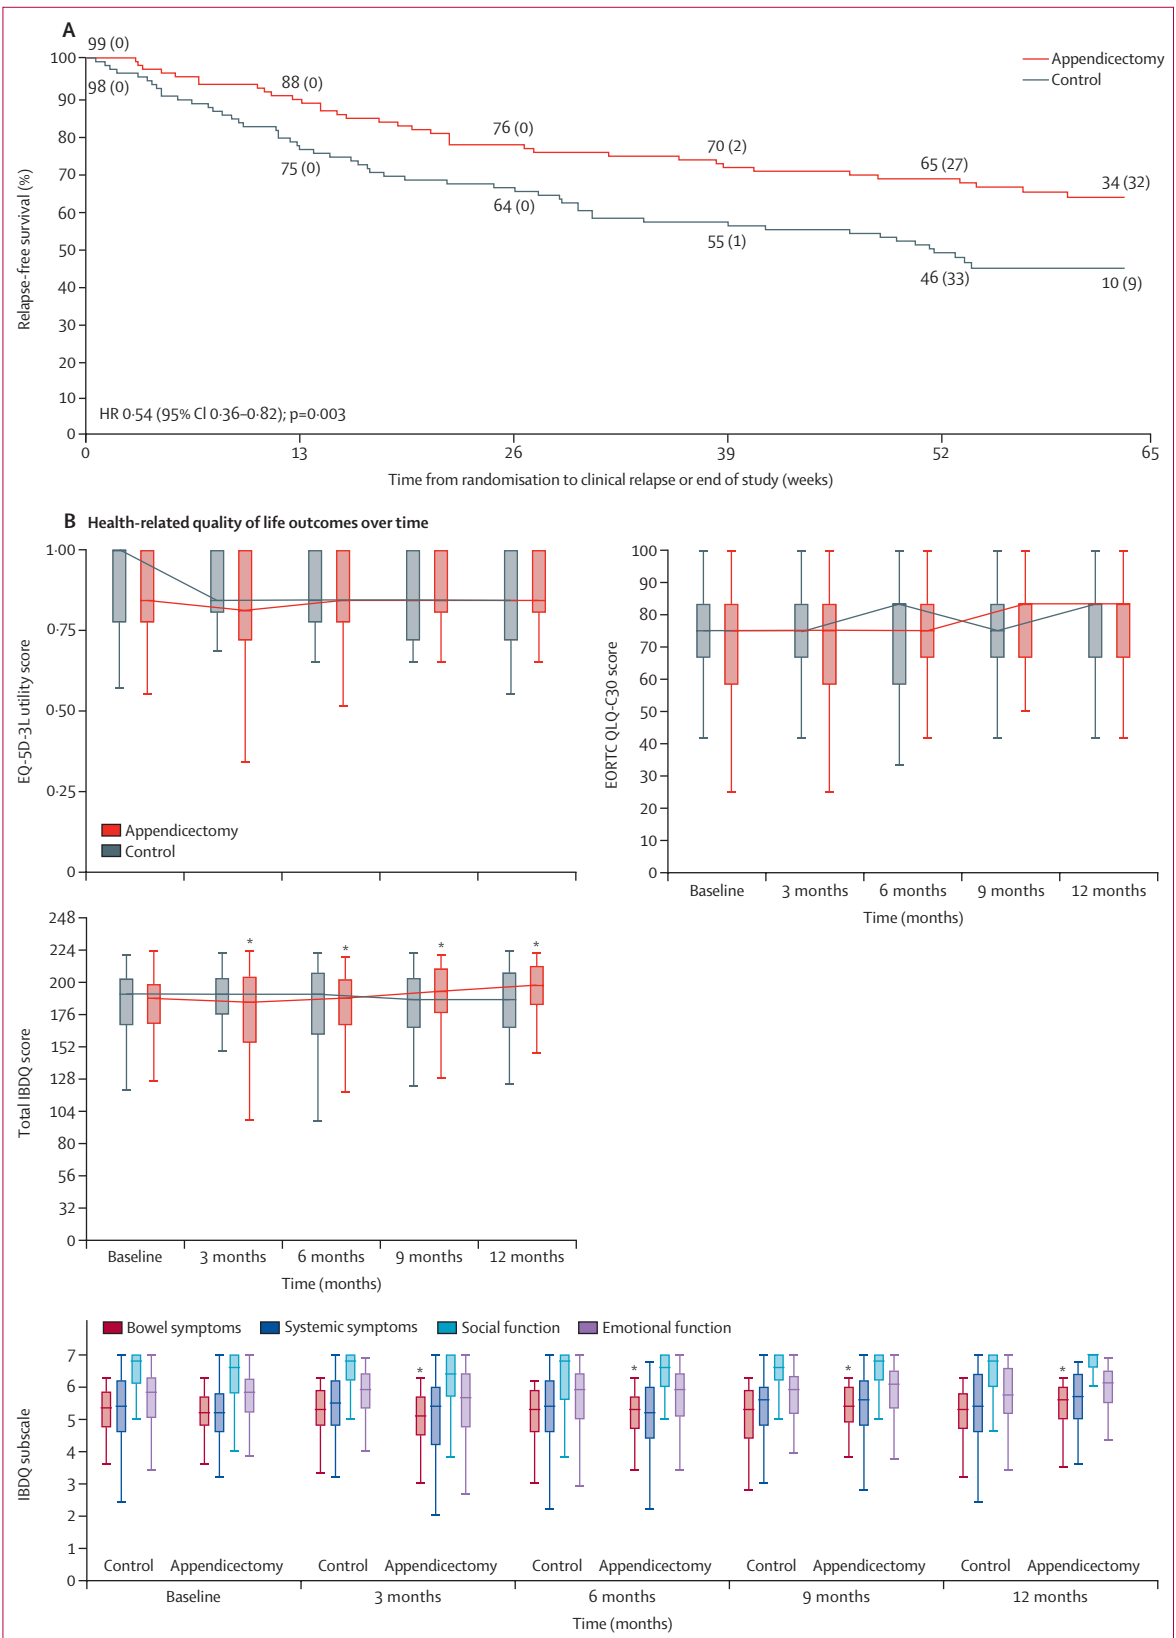 A
99 (0)
100
Appendicectomy
Control
98 (0)
88 (0)
90
76 (0)
80
75 (0)
70 (2)
65 (27)
70
34 (32)
64 (0)
60
55 (1)
50
46 (33)
10 (9)
40
30
20
10
HR 0·54 (95% CI 0·36–0·82); p=0·003
0
Relapse-free survival (%)
0 13 26 39 52 65
Time from randomisation to clinical relapse or end of study (weeks)
B Health-related quality of life outcomes over time
1·00
0·75
0·50
0·25
0
EQ-5D-3L utility score
Appendicectomy
Control
100
90
80
70
60
50
40
30
20
10
0
EORTC QLQ-C30 score
Baseline 3 months 6 months 9 months 12 months
Time (months)
248
224
200
176
152
128
104
80
56
32
0
Total IBDQ score
* * * *
Baseline 3 months 6 months 9 months 12 months
Time (months)
Bowel symptoms Systemic symptoms Social function Emotional function
7
6
5
4
3
2
1
0
IBDQ subscale
* * * *
Control Appendicectomy Control Appendicectomy Control Appendicectomy Control Appendicectomy Control Appendicectomy
Baseline 3 months 6 months 9 months 12 months
Time (months)